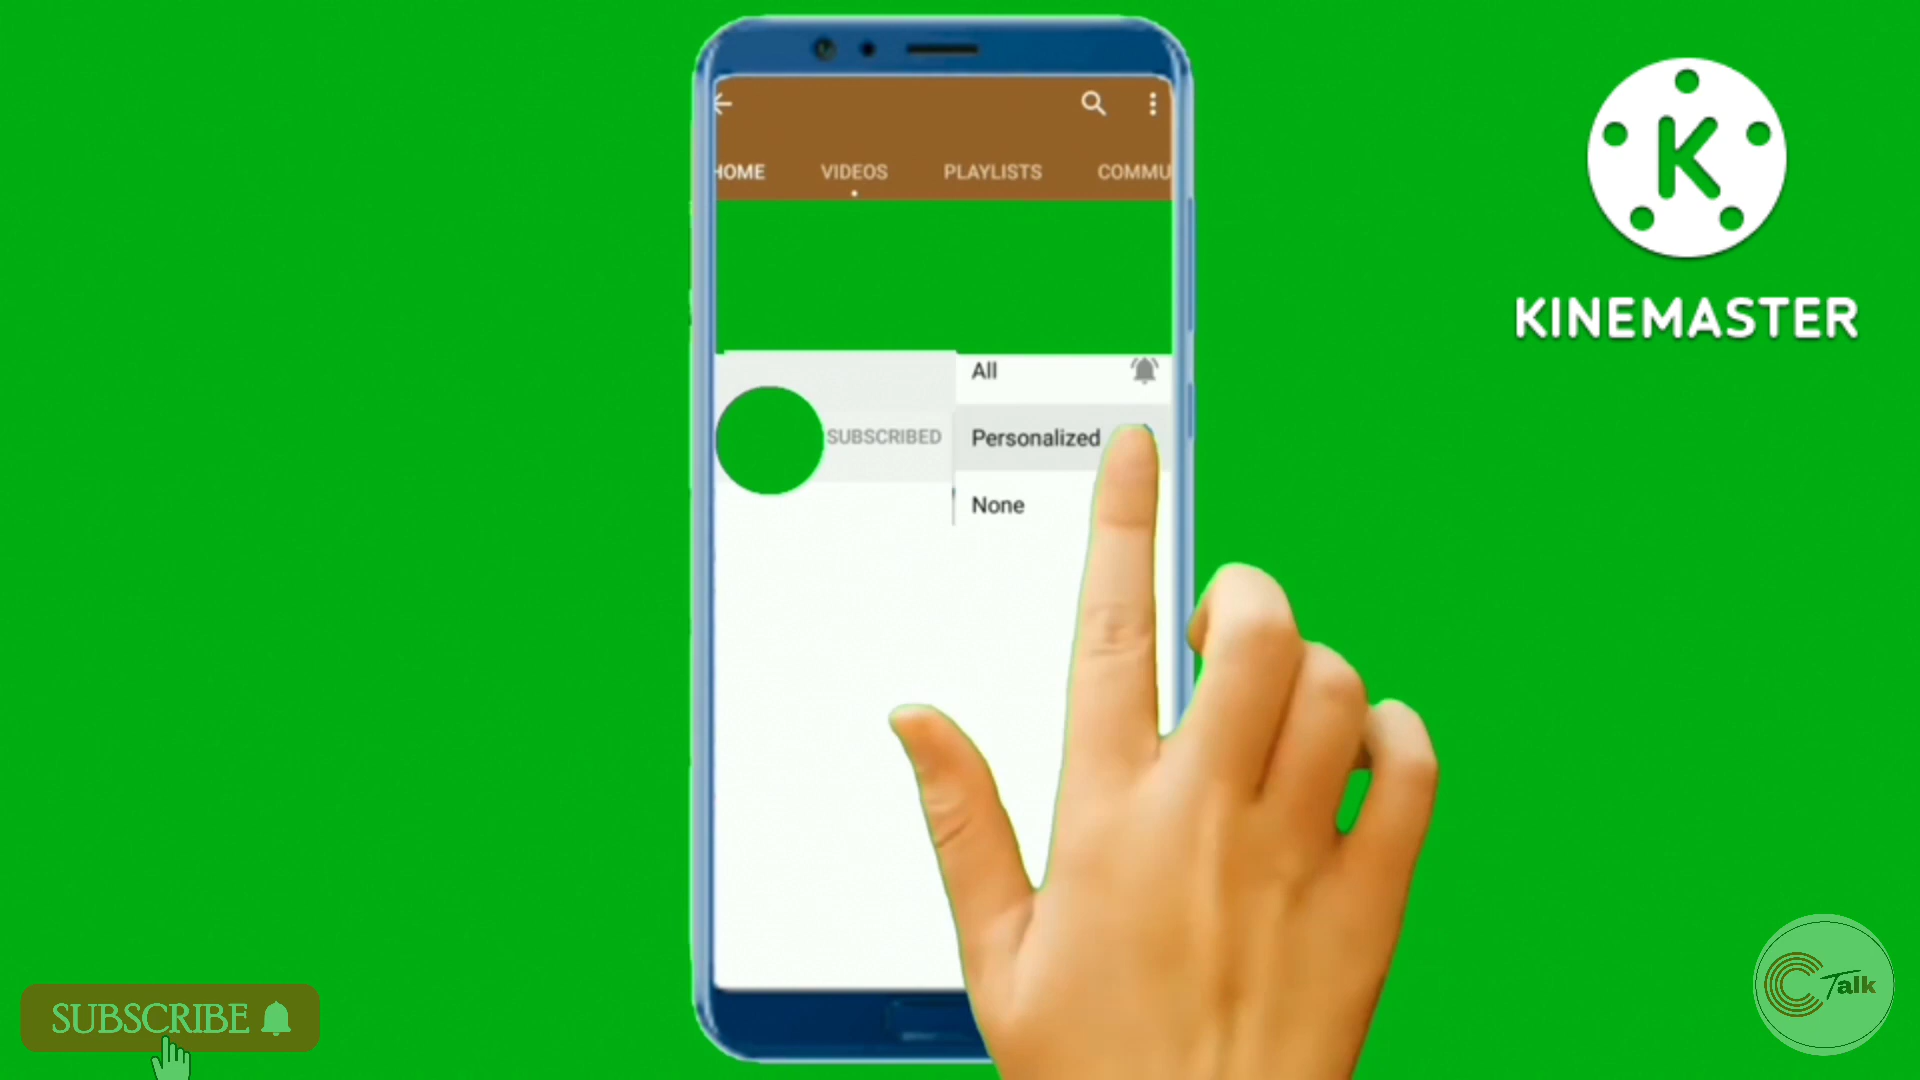 KINEMASTER
HOME VIDEOS PLAYLISTS COMMU
All
SUBSCRIBED Personalized
None
SUBSCRIBE
C Talk